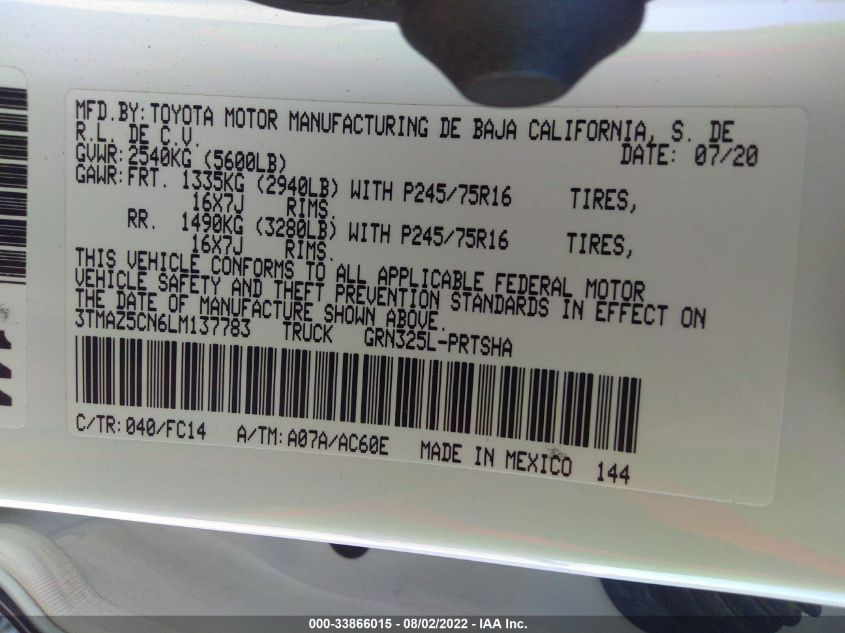 MFD.BY:TOYOTA MOTOR MANUFACTURING DE BAJA CALIFORNIA, S. DE
R.L. DE C.V.
DATE: 07/20
GVWR:2540KG (5600LB)
GAWR:FRT. 1335KG (2940LB) WITH P245/75R16 TIRES,
16X7J RIMS.
RR. 1490KG (3280LB) WITH P245/75R16 TIRES,
16X7J RIMS.
THIS VEHICLE CONFORMS TO ALL APPLICABLE FEDERAL MOTOR
VEHICLE SAFETY AND THEFT PREVENTION STANDARDS IN EFFECT ON
THE DATE OF MANUFACTURE SHOWN ABOVE.
3TMAZ5CN6LM137783 TRUCK GRN325L-PRTSHA
C/TR:040/FC14 A/TM:A07A/AC60E MADE IN MEXICO 144
000-33866015 - 08/02/2022 - IAA Inc.